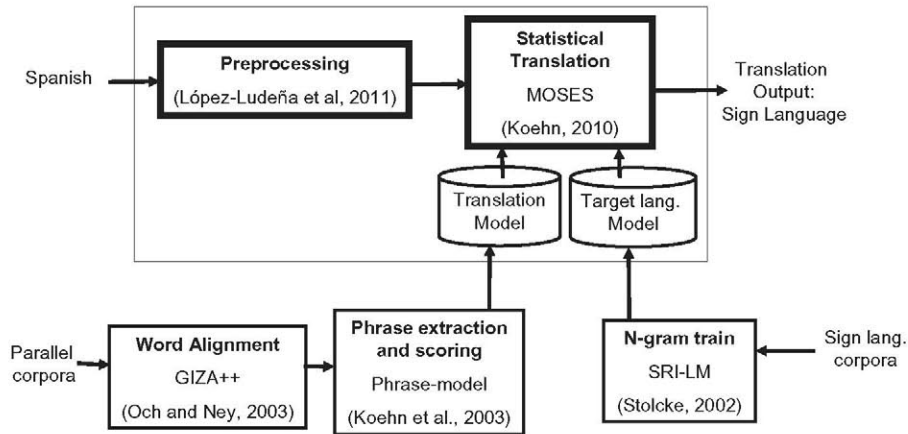 Spanish
Preprocessing
(López-Ludeña et al, 2011)
Statistical
Translation
MOSES
(Koehn, 2010)
Translation
Output:
Sign Language
Translation
Model
Target lang.
Model
Parallel
corpora
Word Alignment
GIZA++
(Och and Ney, 2003)
Phrase extraction
and scoring
Phrase-model
(Koehn et al., 2003)
N-gram train
SRI-LM
(Stolcke, 2002)
Sign lang.
corpora